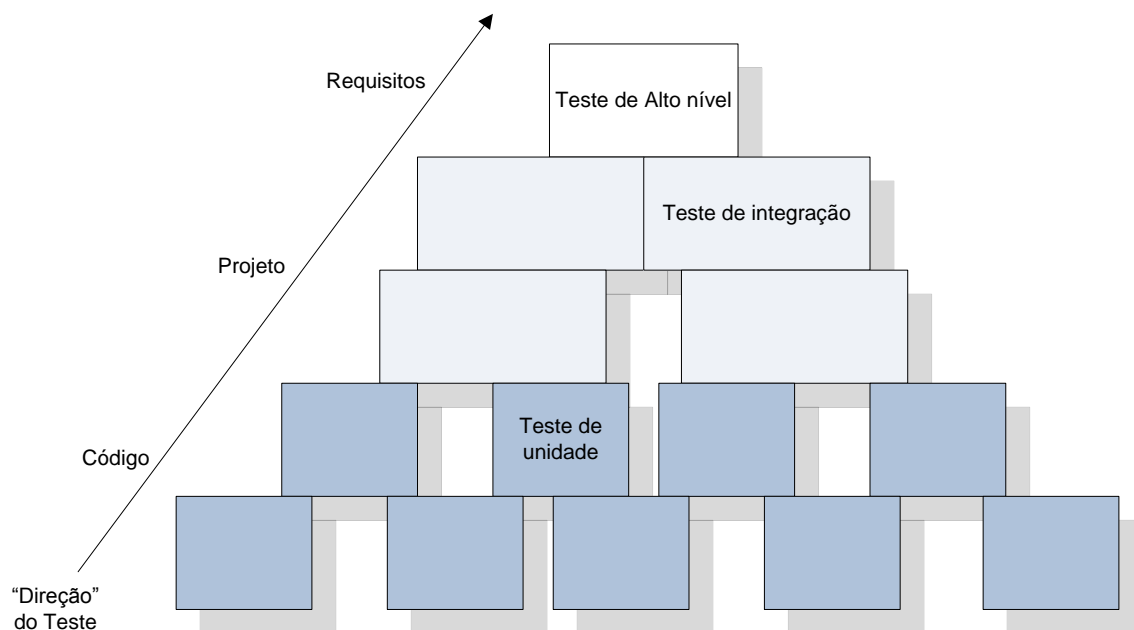 Requisitos
Teste de Alto nível
Teste de integração
Projeto
Teste de
unidade
Código
“Direção”
do Teste